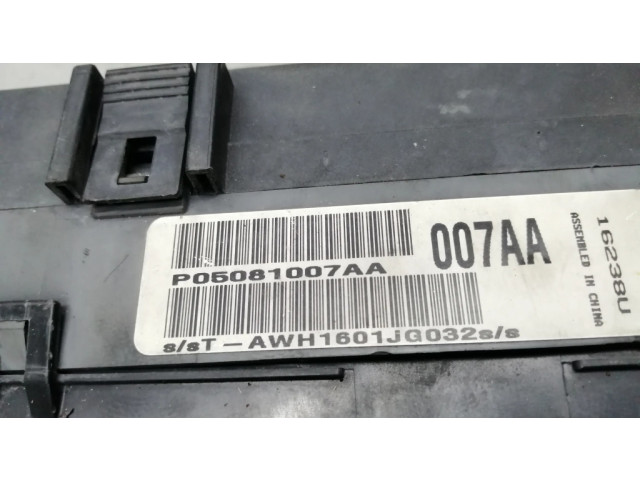 P05081007AA
007AA
s/sT-AWH1601JG032s/s
ASSEMBLED IN CHINA
16238U